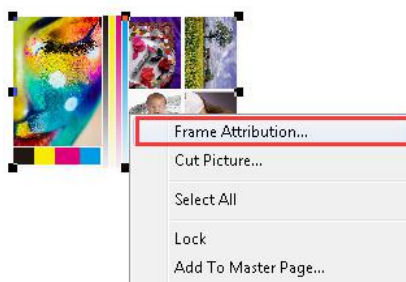 Frame Attribution...
Cut Picture...
Select All
Lock
Add To Master Page...